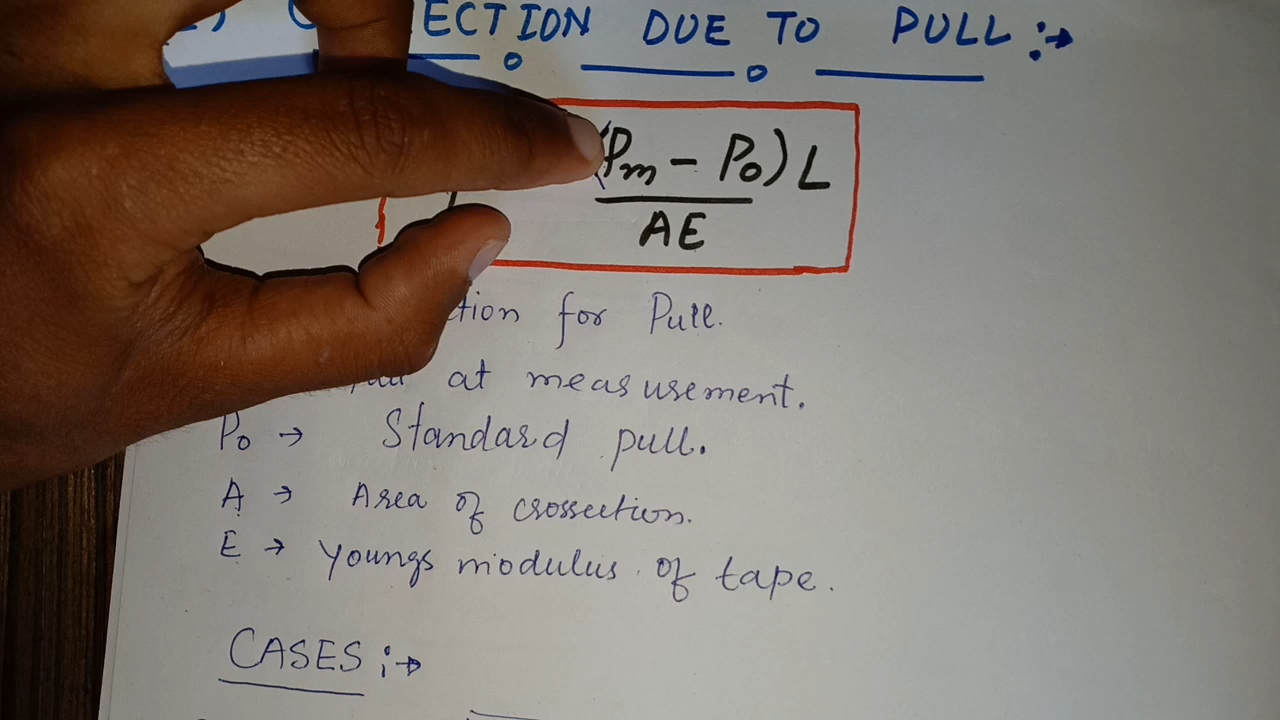 ECTION DUE TO PULL :→
(Pm - Po) L
AE
tion for Pull.
at measurement.
Po → Standard pull.
A → Area of crossection.
E → Youngs modulus of tape.
CASES :→